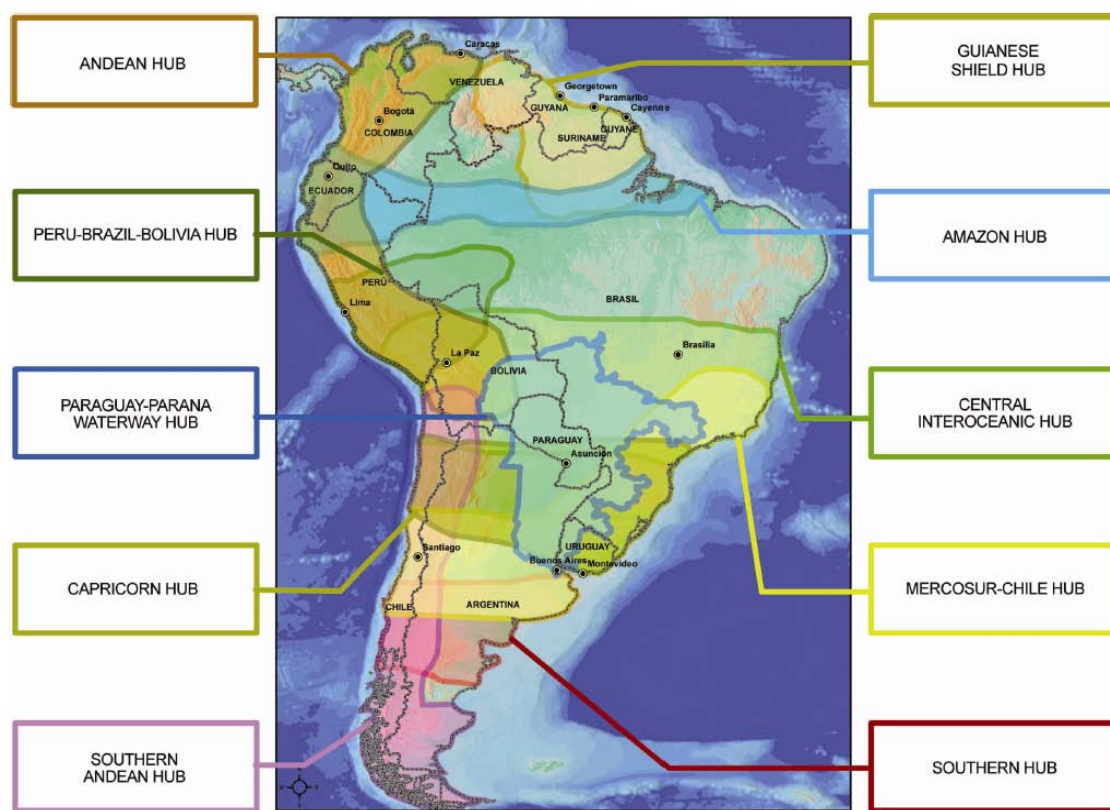 ANDEAN HUB
PERU-BRAZIL-BOLIVIA HUB
PARAGUAY-PARANA
WATERWAY HUB
CAPRICORN HUB
SOUTHERN
ANDEAN HUB
Caracas
VENEZUELA
Georgetown
GUYANA
Paramaribo
Cayenne
Bogotá
COLOMBIA
SURINAME
GUYANE
Quito
ECUADOR
PERÚ
BRASIL
Lima
Brasilia
La Paz
BOLIVIA
PARAGUAY
Asunción
Santiago
URUGUAY
Buenos Aires
Montevideo
CHILE
ARGENTINA
GUIANESE
SHIELD HUB
AMAZON HUB
CENTRAL
INTEROCEANIC HUB
MERCOSUR-CHILE HUB
SOUTHERN HUB